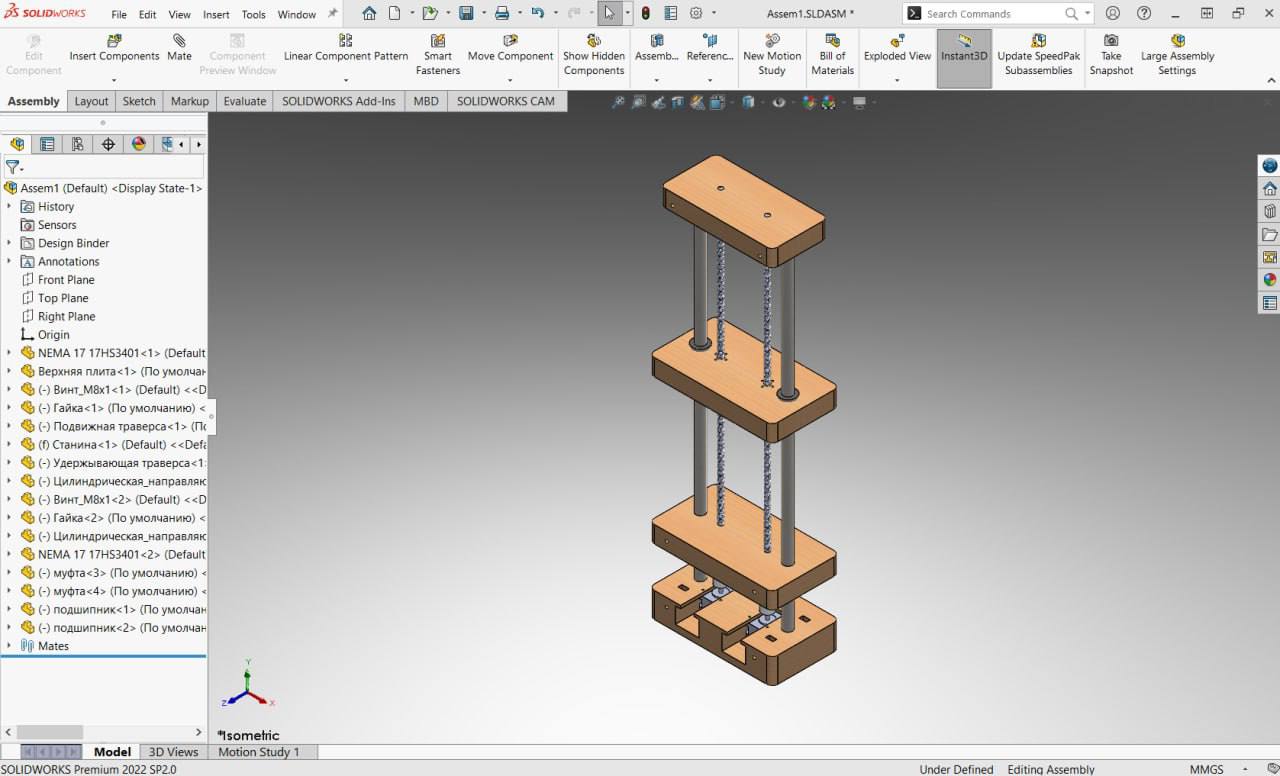 SOLIDWORKS File Edit View Insert Tools Window Assem1.SLDASM * Search Commands
Edit Component
Insert Components
Mate
Component Preview Window
Linear Component Pattern
Smart Fasteners
Move Component
Show Hidden Components
Assemb...
Referenc...
New Motion Study
Bill of Materials
Exploded View
Instant3D
Update SpeedPak Subassemblies
Take Snapshot
Large Assembly Settings
Assembly Layout Sketch Markup Evaluate SOLIDWORKS Add-Ins MBD SOLIDWORKS CAM
Assem1 (Default) <Display State-1>
History
Sensors
Design Binder
Annotations
Front Plane
Top Plane
Right Plane
Origin
NEMA 17 17HS3401<1> (Default
Верхняя плита<1> (По умолчан
(-) Винт_M8x1<1> (Default) <<D
(-) Гайка<1> (По умолчанию) <
(-) Подвижная траверса<1> (По
(f) Станина<1> (Default) <<Defa
(-) Удерживающая траверса<1>
(-) Цилиндрическая_направляю
(-) Винт_M8x1<2> (Default) <<D
(-) Гайка<2> (По умолчанию) <
(-) Цилиндрическая_направляю
NEMA 17 17HS3401<2> (Default
(-) муфта<3> (По умолчанию) <
(-) муфта<4> (По умолчанию) <
(-) подшипник<1> (По умолчан
(-) подшипник<2> (По умолчан
Mates
Y
Z X
*Isometric
Model 3D Views Motion Study 1
SOLIDWORKS Premium 2022 SP2.0 Under Defined Editing Assembly MMGS